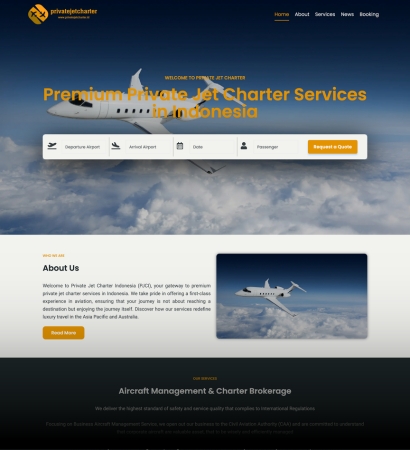 privatejetcharter
Home About Services News Booking
WELCOME TO PRIVATE JET CHARTER
Premium Private Jet Charter Services
in Indonesia
Departure Airport Arrival Airport Date Passenger Request a Quote
WHO WE ARE
About Us
Welcome to Private Jet Charter Indonesia (PJCI), your gateway to premium
private jet charter services in Indonesia. We take pride in offering a first-class
experience in aviation, ensuring that your journey is not about reaching a
destination but enjoying the journey itself. Discover how our services redefine
luxury travel in the Asia Pacific and Australia.
Read More
OUR SERVICES
Aircraft Management & Charter Brokerage
We deliver the highest standard of safety and service quality that complies to International Regulations